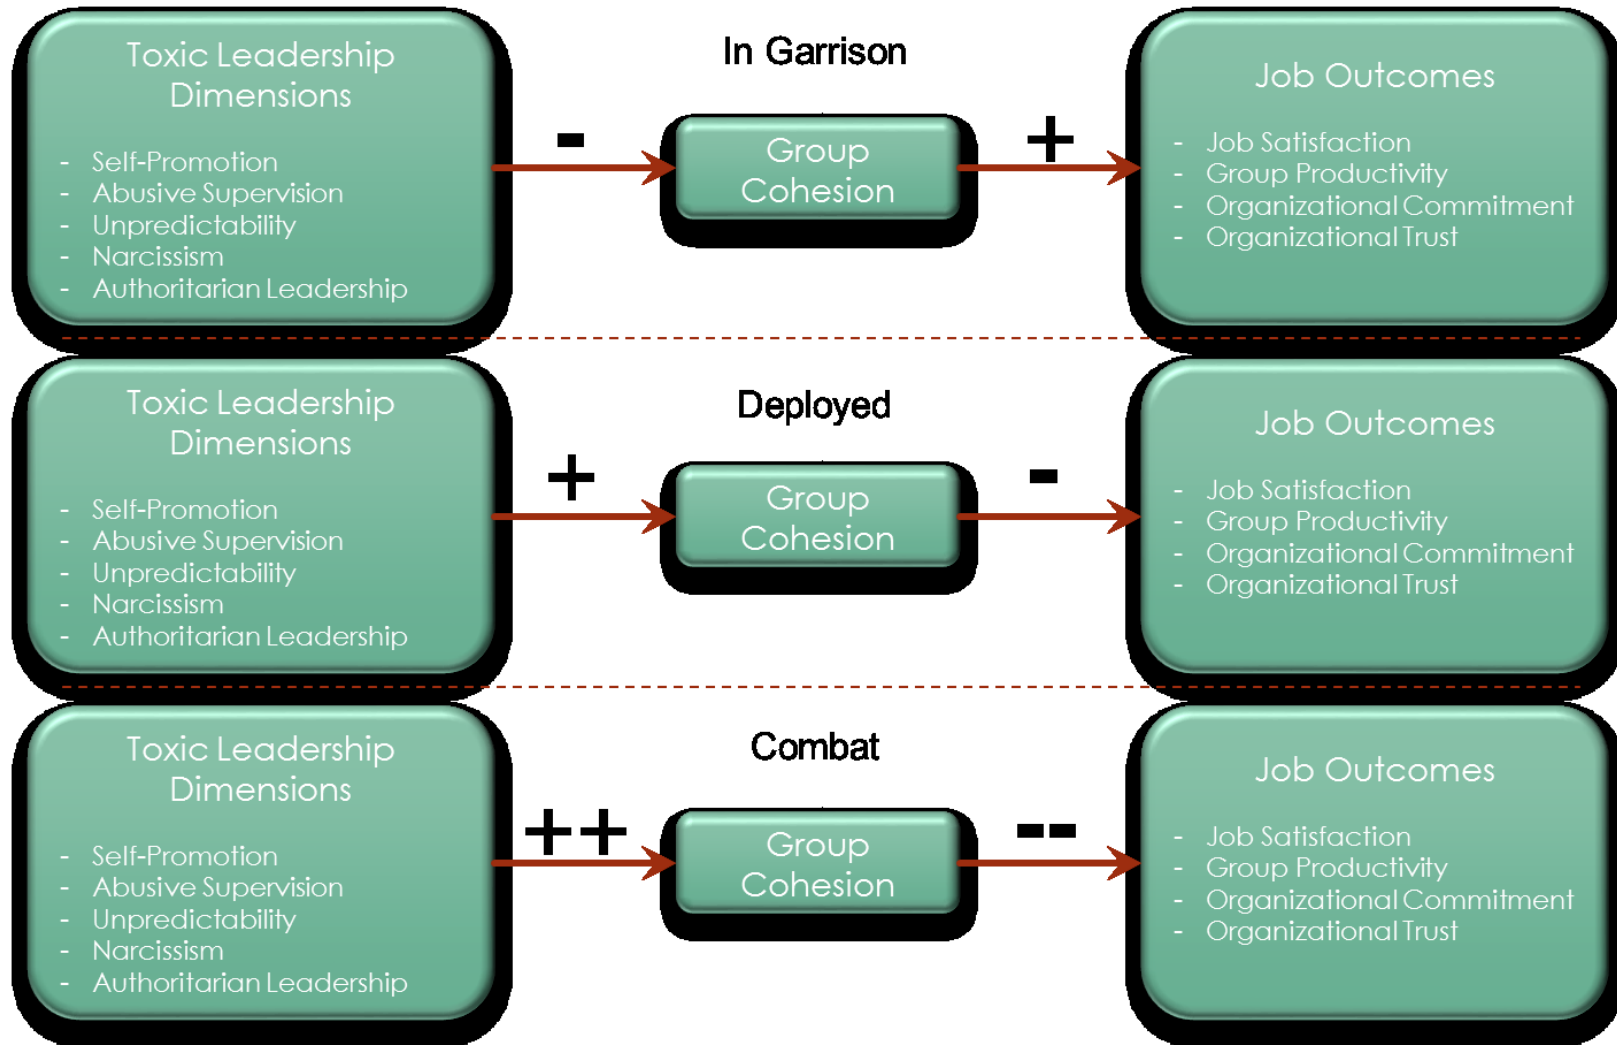 Toxic Leadership
Dimensions
- Self-Promotion
- Abusive Supervision
- Unpredictability
- Narcissism
- Authoritarian Leadership
In Garrison
-
Group
Cohesion
+
Job Outcomes
- Job Satisfaction
- Group Productivity
- Organizational Commitment
- Organizational Trust
Toxic Leadership
Dimensions
- Self-Promotion
- Abusive Supervision
- Unpredictability
- Narcissism
- Authoritarian Leadership
Deployed
+
Group
Cohesion
-
Job Outcomes
- Job Satisfaction
- Group Productivity
- Organizational Commitment
- Organizational Trust
Toxic Leadership
Dimensions
- Self-Promotion
- Abusive Supervision
- Unpredictability
- Narcissism
- Authoritarian Leadership
Combat
++
Group
Cohesion
--
Job Outcomes
- Job Satisfaction
- Group Productivity
- Organizational Commitment
- Organizational Trust